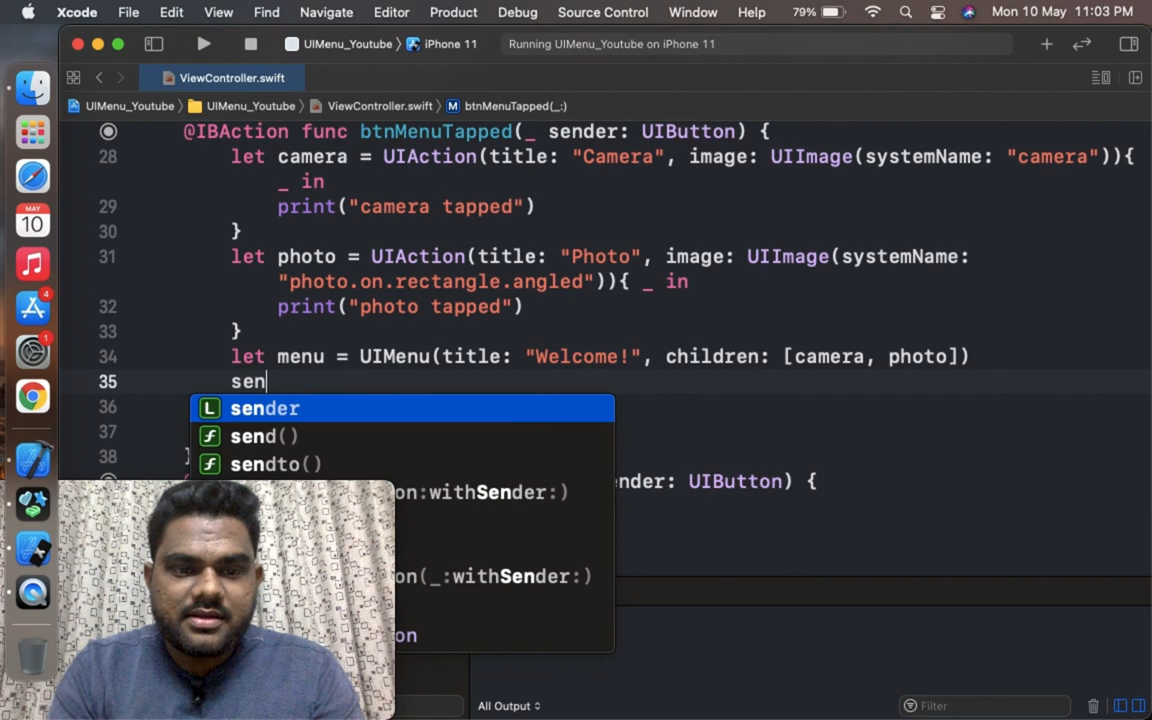 Xcode File Edit View Find Navigate Editor Product Debug Source Control Window Help 79% Mon 10 May 11:03 PM
UIMenu_Youtube 〉 iPhone 11 Running UIMenu_Youtube on iPhone 11
ViewController.swift
UIMenu_Youtube 〉 UIMenu_Youtube 〉 ViewController.swift 〉 M btnMenuTapped(_:)
@IBAction func btnMenuTapped(_ sender: UIButton) {
28 let camera = UIAction(title: "Camera", image: UIImage(systemName: "camera")){
_ in
29 print("camera tapped")
30 }
31 let photo = UIAction(title: "Photo", image: UIImage(systemName:
"photo.on.rectangle.angled")){ _ in
32 print("photo tapped")
33 }
34 let menu = UIMenu(title: "Welcome!", children: [camera, photo])
35 sen
36 L sender
37 f send()
38 } f sendto()
nder: UIButton) {
on:withSender:)
on(_:withSender:)
on
MAY
10
4
1
All Output
Filter